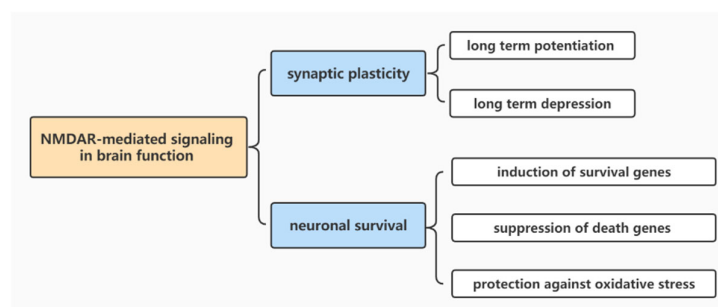 NMDAR-mediated signaling
in brain function
synaptic plasticity
long term potentiation
long term depression
neuronal survival
induction of survival genes
suppression of death genes
protection against oxidative stress